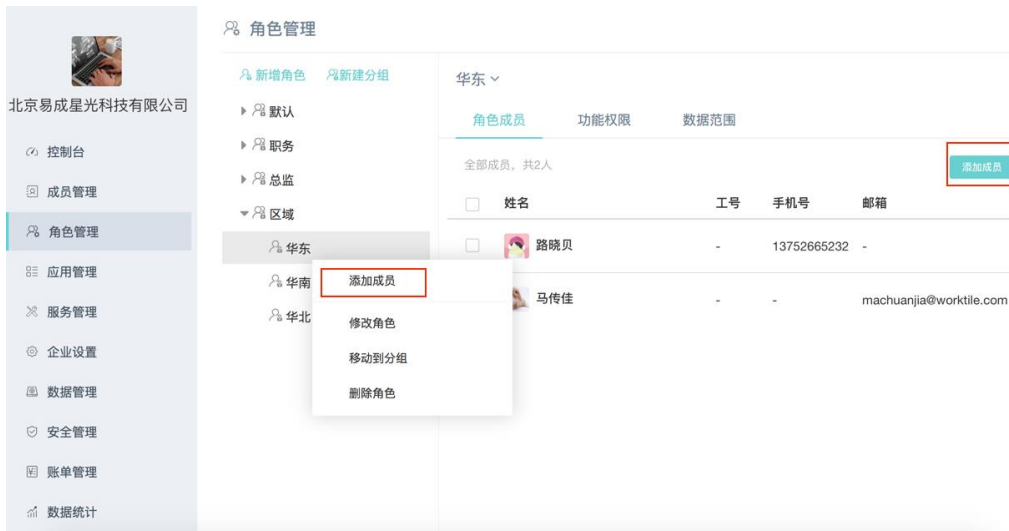 角色管理
北京易成星光科技有限公司
控制台
成员管理
角色管理
应用管理
服务管理
企业设置
数据管理
安全管理
账单管理
数据统计
新增角色 新建分组
默认
职务
总监
区域
华东
华南
华北
添加成员
修改角色
移动到分组
删除角色
华东
角色成员 功能权限 数据范围
全部成员，共2人 添加成员
姓名 工号 手机号 邮箱
路晓贝 - 13752665232 -
马传佳 - - machuanjia@worktile.com